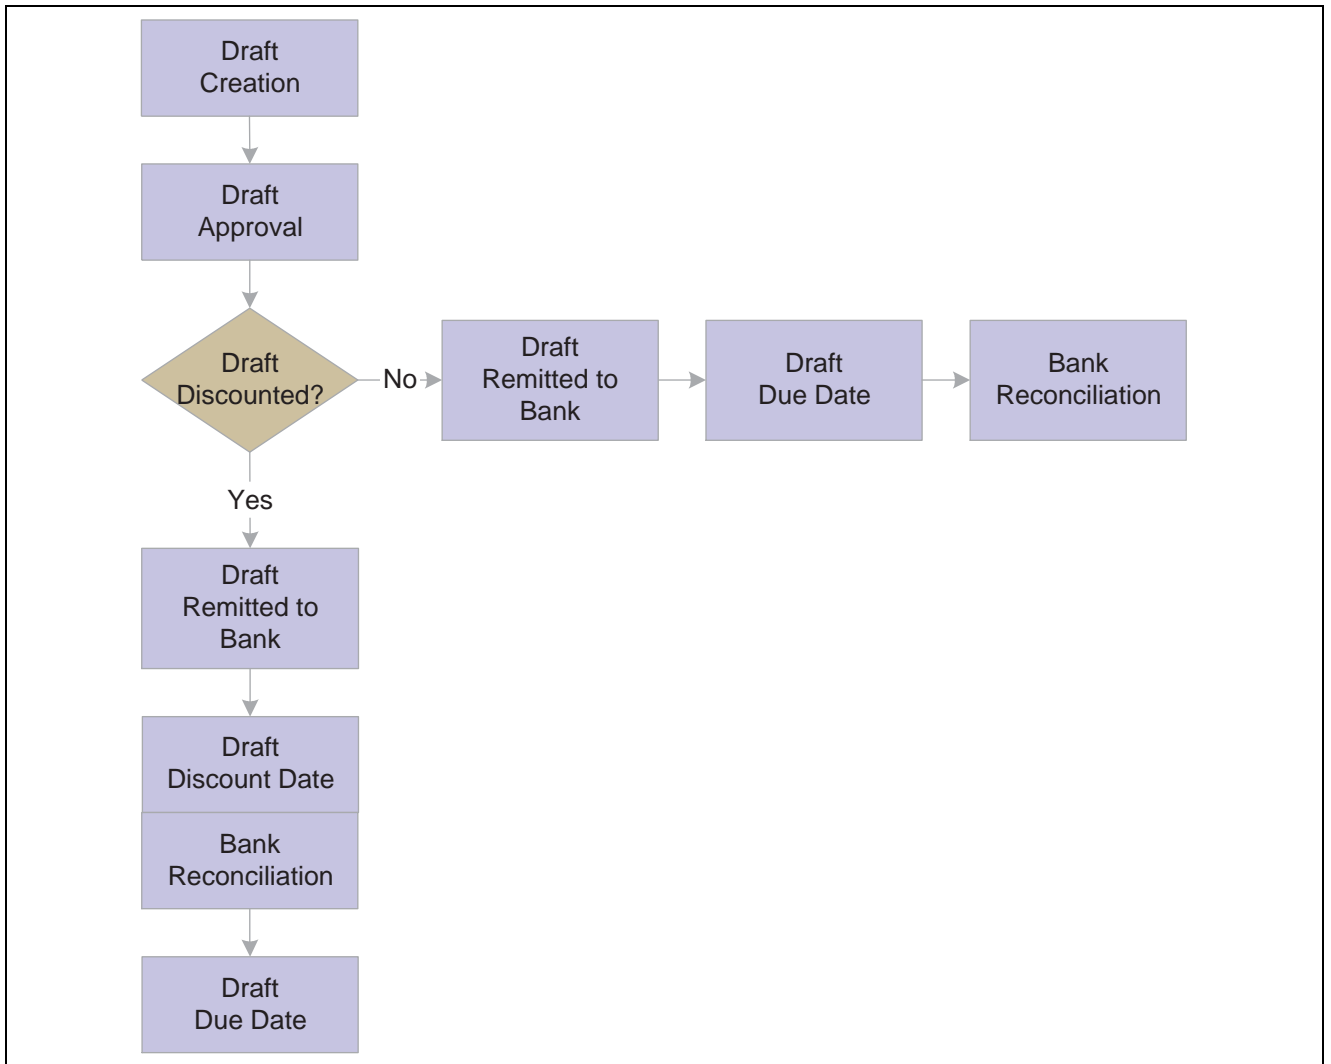 Draft
Creation
Draft
Approval
Draft
Discounted?
No
Draft
Remitted to
Bank
Draft
Due Date
Bank
Reconciliation
Yes
Draft
Remitted to
Bank
Draft
Discount Date
Bank
Reconciliation
Draft
Due Date